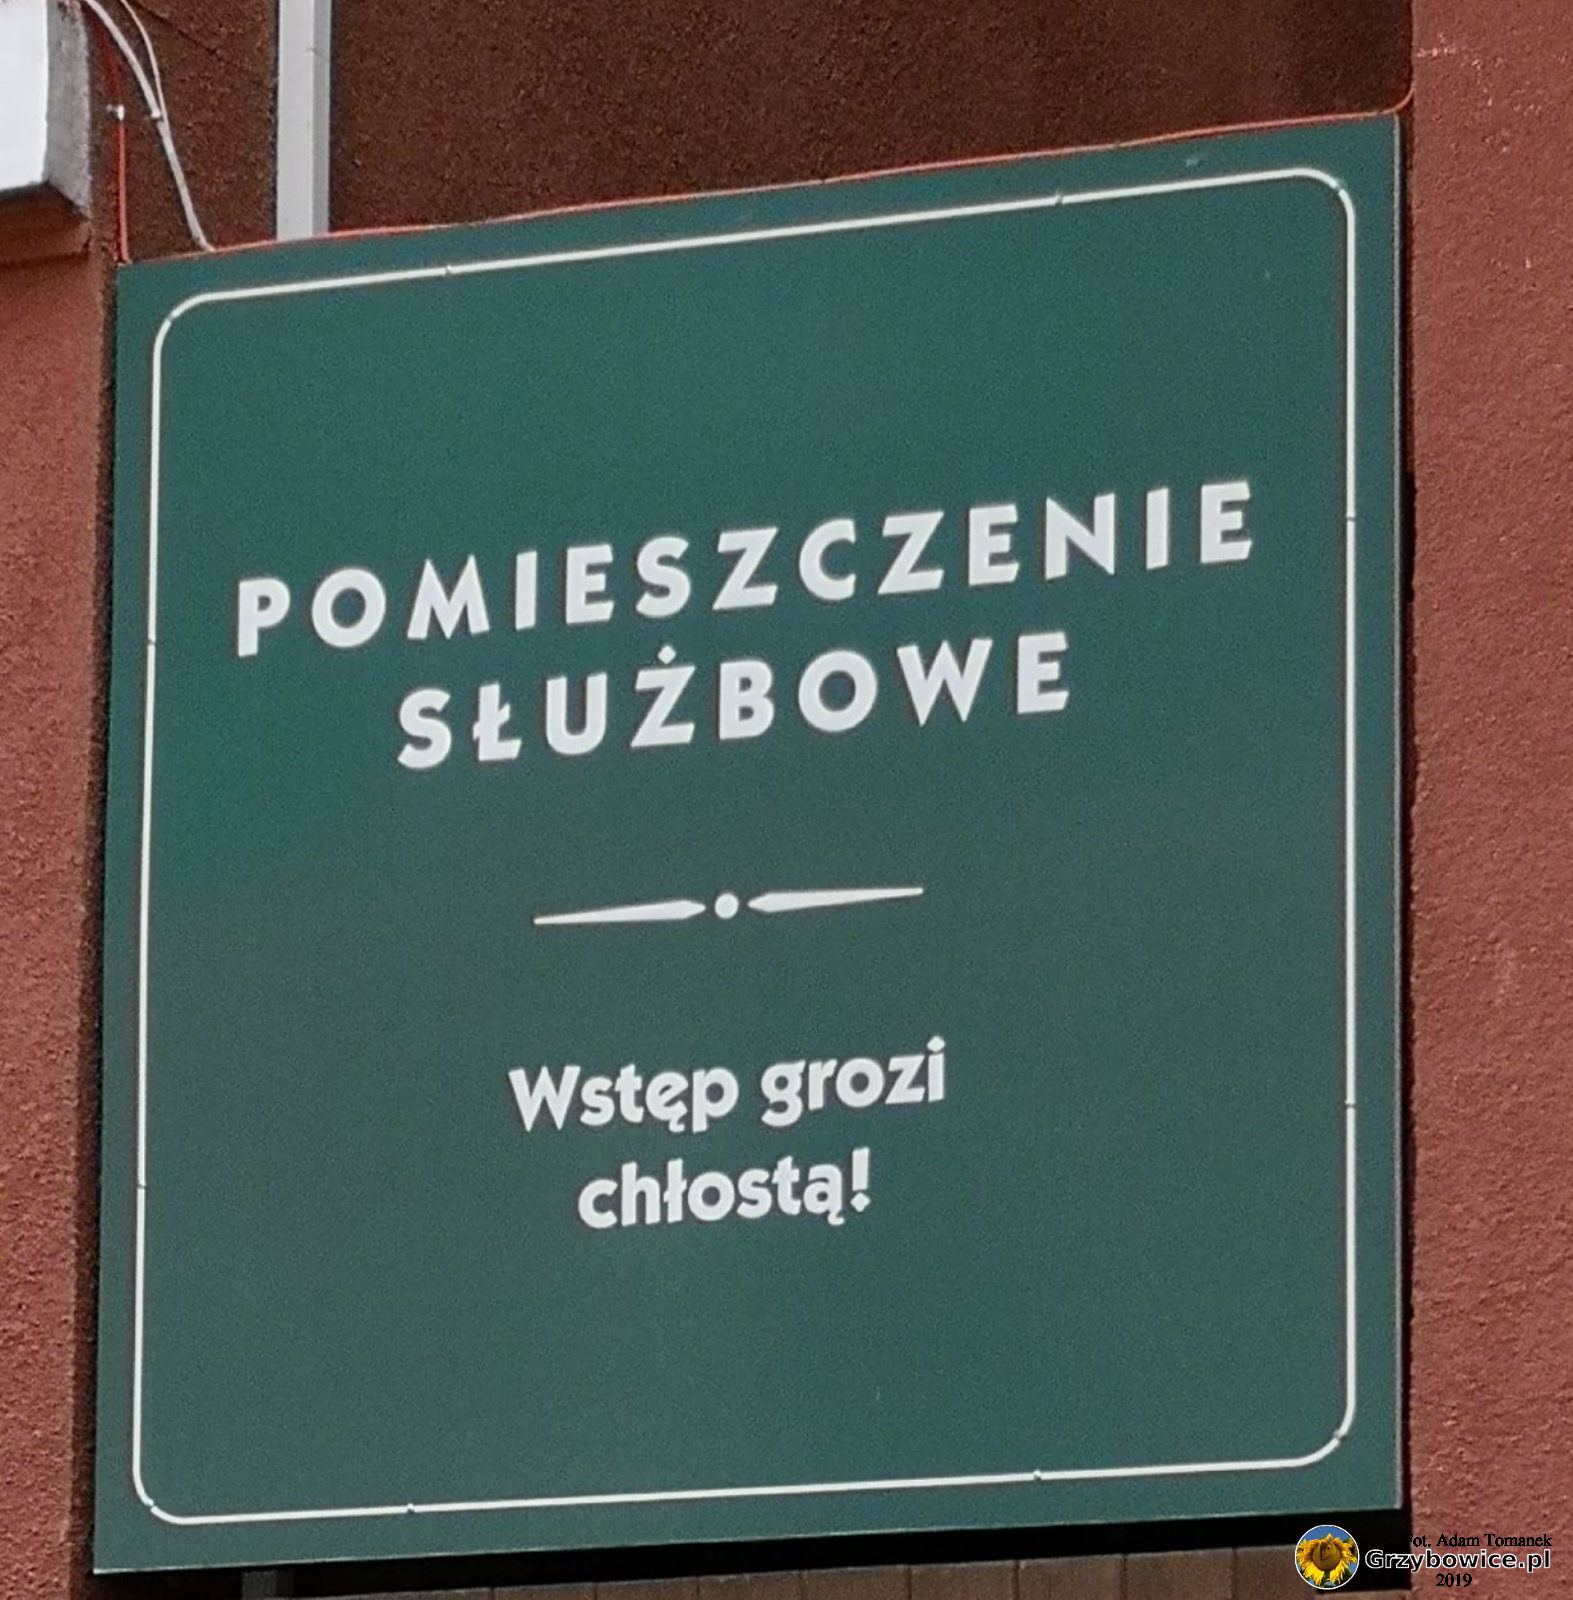 POMIESZCZENIE
SŁUŻBOWE
Wstęp grozi
chłostą!
Fot. Adam Tomanek
Grzybowice.pl
2019